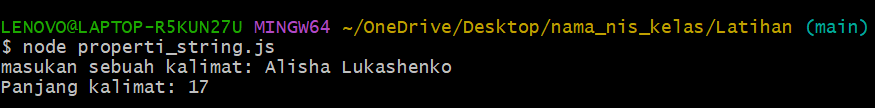 LENOVO@LAPTOP-R5KUN27U MINGW64 ~/OneDrive/Desktop/nama_nis_kelas/Latihan (main)
$ node properti_string.js
masukan sebuah kalimat: Alisha Lukashenko
Panjang kalimat: 17